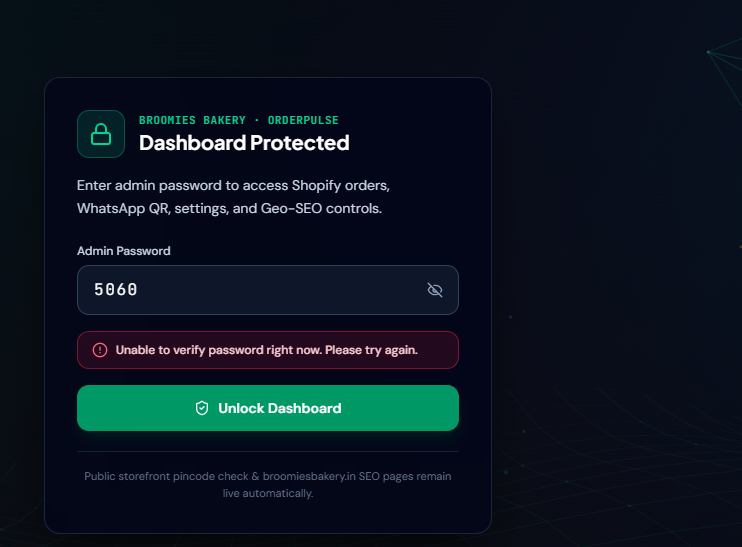 BROOMIES BAKERY · ORDERPULSE
Dashboard Protected
Enter admin password to access Shopify orders,
WhatsApp QR, settings, and Geo-SEO controls.
Admin Password
5060
Unable to verify password right now. Please try again.
Unlock Dashboard
Public storefront pincode check & broomiesbakery.in SEO pages remain
live automatically.